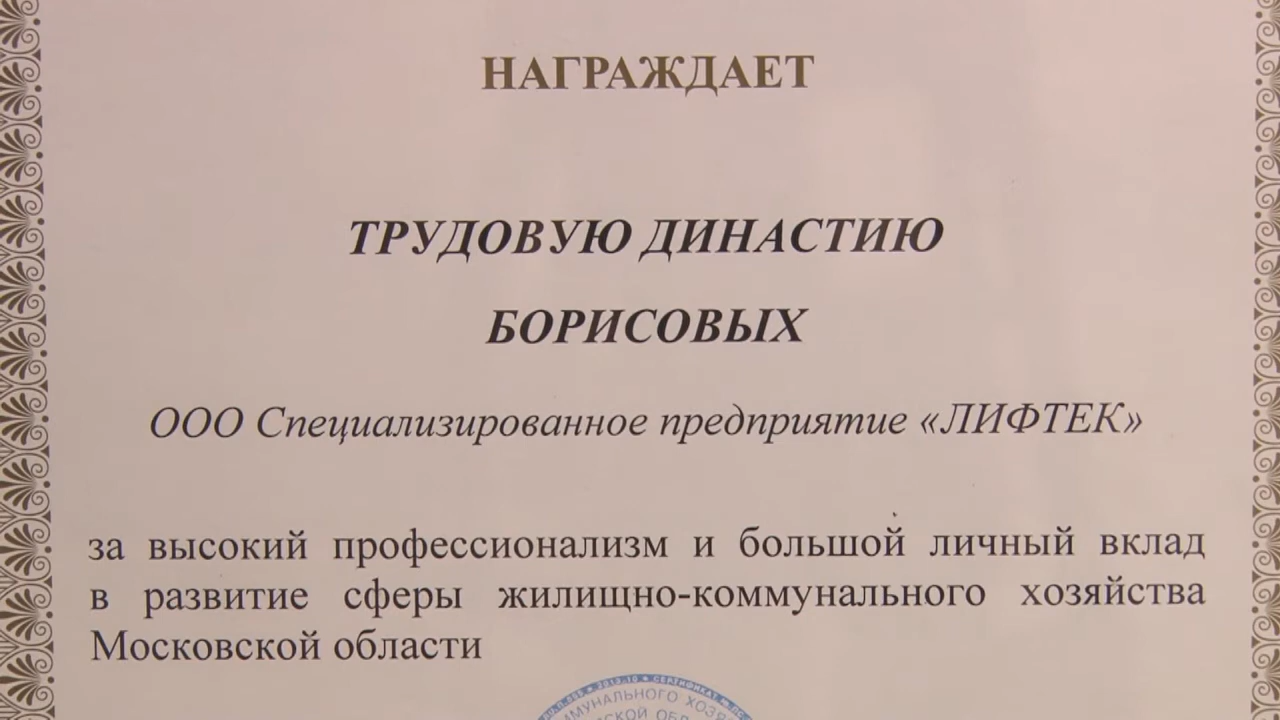 НАГРАЖДАЕТ
ТРУДОВУЮ ДИНАСТИЮ
БОРИСОВЫХ
ООО Специализированное предприятие «ЛИФТЕК»
за высокий профессионализм и большой личный вклад
в развитие сферы жилищно-коммунального хозяйства
Московской области